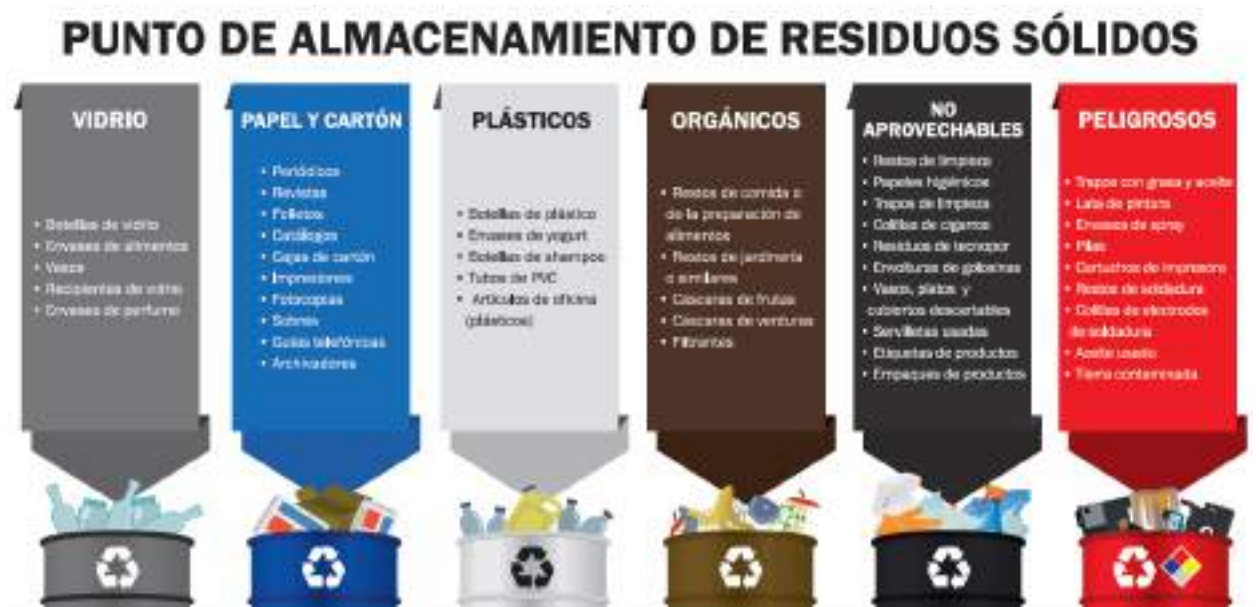 PUNTO DE ALMACENAMIENTO DE RESIDUOS SÓLIDOS
VIDRIO
• Botellas de vidrio
• Envases de alimentos
• Vasos
• Recipientes de vidrio
• Envases de perfume
PAPEL Y CARTÓN
• Periódicos
• Revistas
• Folletos
• Catálogos
• Cajas de cartón
• Impresiones
• Fotocopias
• Sobres
• Guías telefónicas
• Archivadores
PLÁSTICOS
• Botellas de plástico
• Envases de yogurt
• Botellas de shampoo
• Tubos de PVC
• Artículos de oficina
(plásticos)
ORGÁNICOS
• Restos de comida o
de la preparación de
alimentos
• Restos de jardinería
o similares
• Cáscaras de frutas
• Cáscaras de verduras
• Filtrantes
NO
APROVECHABLES
• Restos de limpieza
• Papeles higiénicos
• Trapos de limpieza
• Colillas de cigarros
• Residuos de tecnopor
• Envolturas de golosinas
• Vasos, platos y
cubiertos descartables
• Servilletas usadas
• Etiquetas de productos
• Empaques de productos
PELIGROSOS
• Trapos con grasa y aceite
• Lata de pintura
• Envases de spray
• Pilas
• Cartuchos de impresora
• Restos de soldadura
• Colillas de electrodos
de soldadura
• Aceite usado
• Tierra contaminada